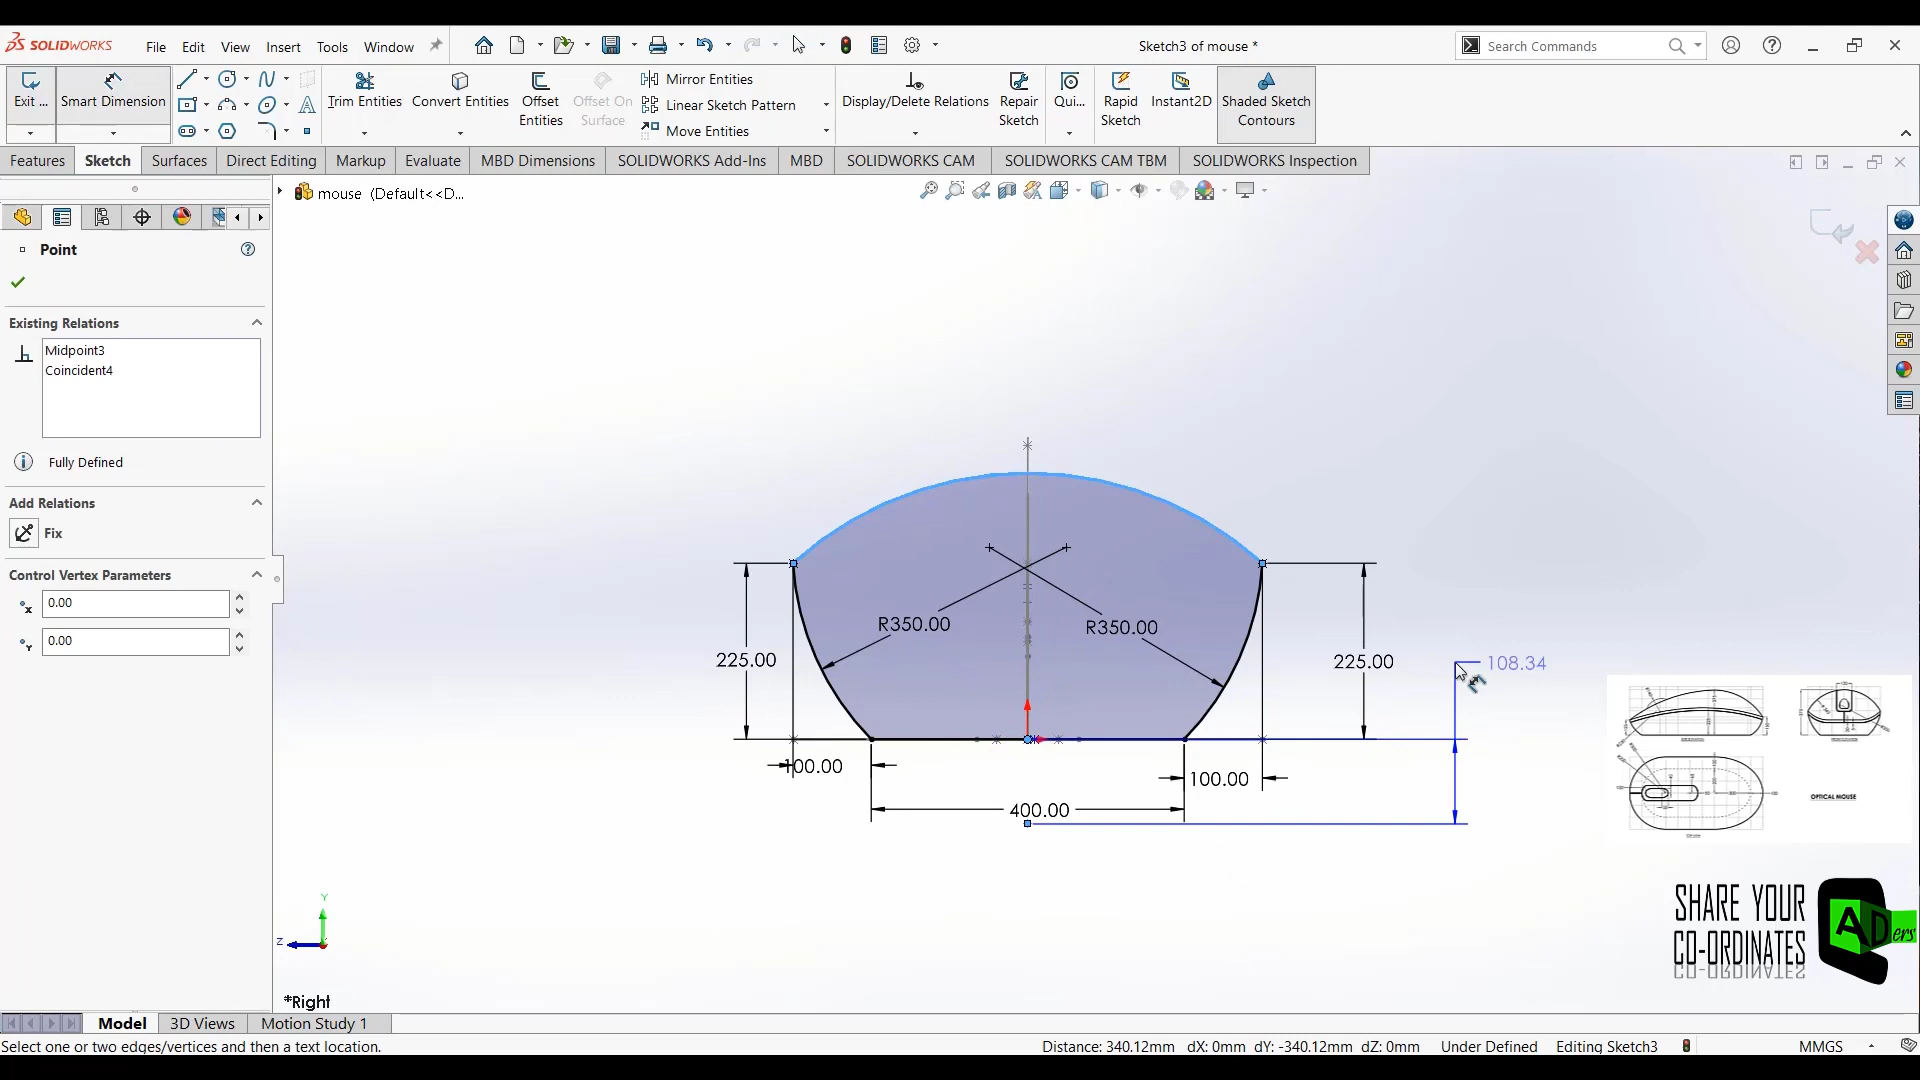 SOLIDWORKS File Edit View Insert Tools Window
Sketch3 of mouse *
Search Commands
Exit ... Smart Dimension Trim Entities Convert Entities Offset Entities Offset On Surface Mirror Entities Linear Sketch Pattern Move Entities Display/Delete Relations Repair Sketch Qui... Rapid Sketch Instant2D Shaded Sketch Contours
Features Sketch Surfaces Direct Editing Markup Evaluate MBD Dimensions SOLIDWORKS Add-Ins MBD SOLIDWORKS CAM SOLIDWORKS CAM TBM SOLIDWORKS Inspection
mouse (Default<<D...
Point
Existing Relations
Midpoint3
Coincident4
Fully Defined
Add Relations
Fix
Control Vertex Parameters
0.00
0.00
R350.00 R350.00
225.00 225.00 108.34
100.00 100.00
400.00
OPTICAL MOUSE
SHARE YOUR
CO-ORDINATES
CADers
Y
Z
*Right
Model 3D Views Motion Study 1
Select one or two edges/vertices and then a text location.
Distance: 340.12mm dX: 0mm dY: -340.12mm dZ: 0mm Under Defined Editing Sketch3 MMGS